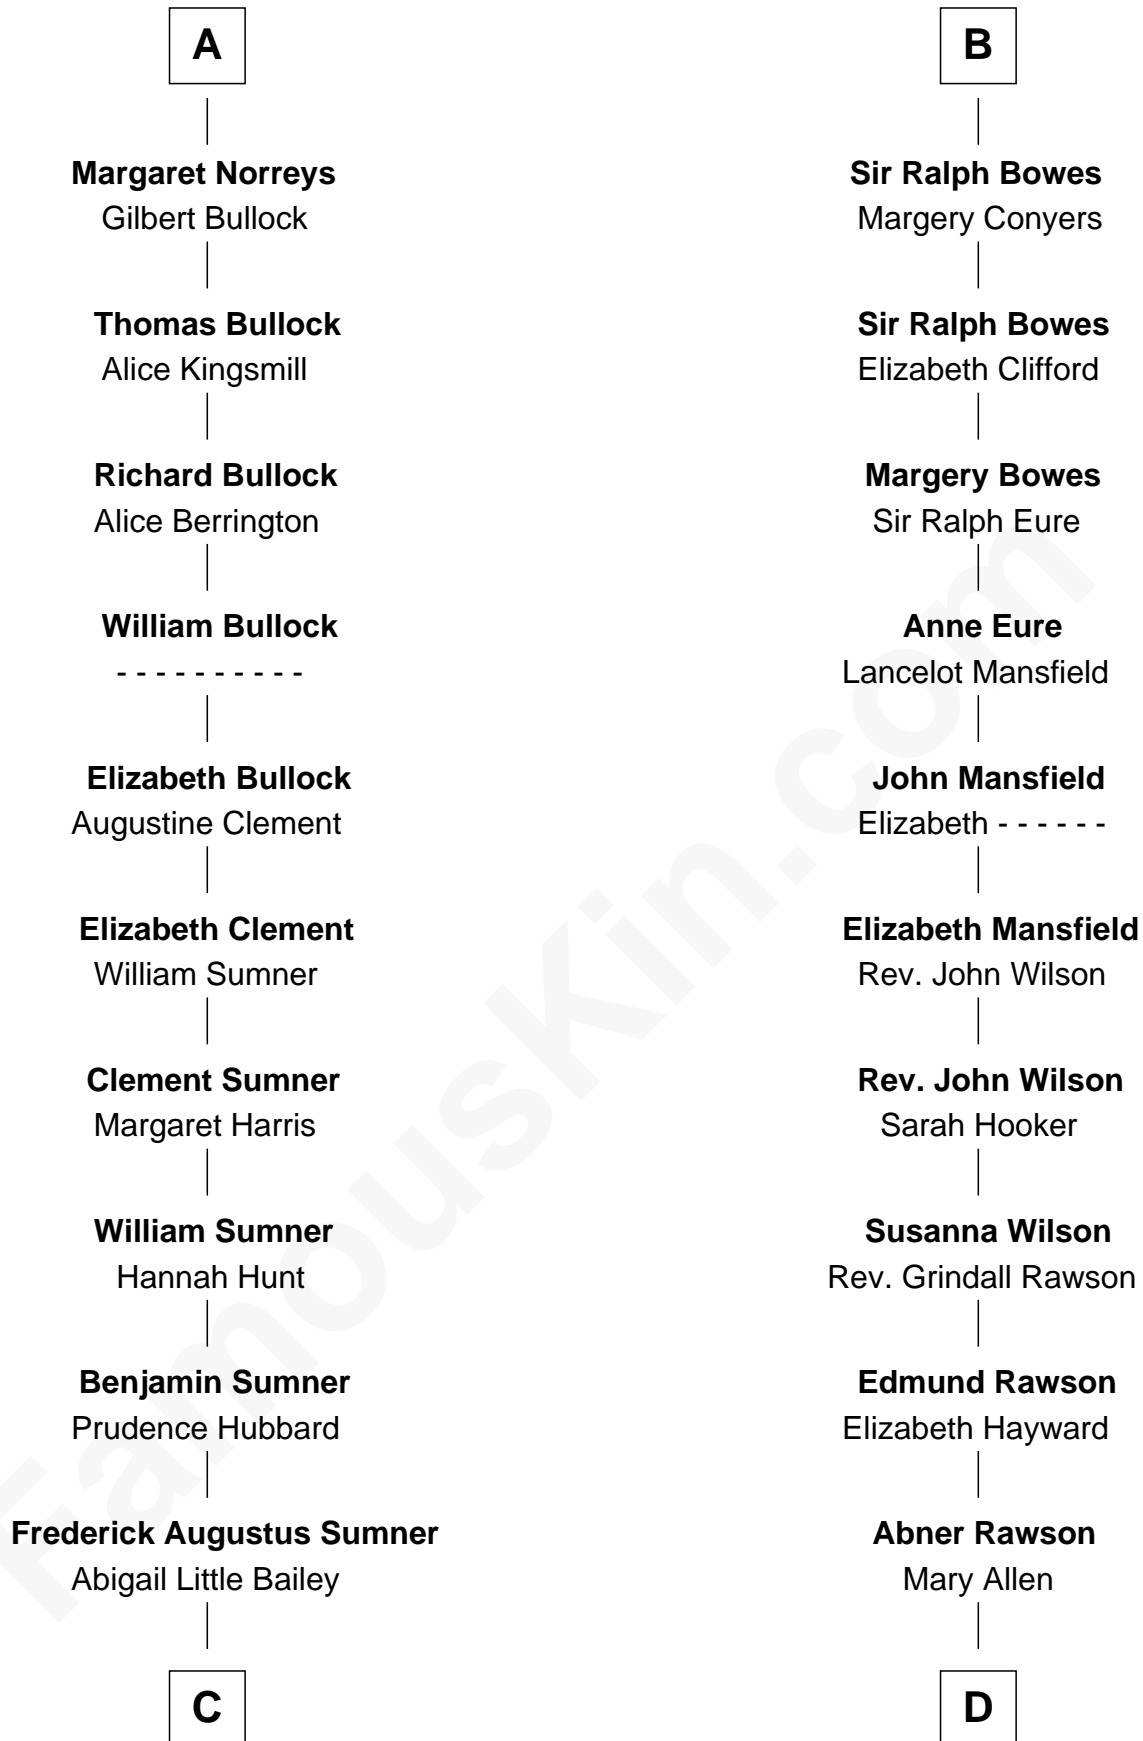 A
Margaret Norreys
Gilbert Bullock
Thomas Bullock
Alice Kingsmill
Richard Bullock
Alice Berrington
William Bullock
- - - - - - - - - -
Elizabeth Bullock
Augustine Clement
Elizabeth Clement
William Sumner
Clement Sumner
Margaret Harris
William Sumner
Hannah Hunt
Benjamin Sumner
Prudence Hubbard
Frederick Augustus Sumner
Abigail Little Bailey
C
B
Sir Ralph Bowes
Margery Conyers
Sir Ralph Bowes
Elizabeth Clifford
Margery Bowes
Sir Ralph Eure
Anne Eure
Lancelot Mansfield
John Mansfield
Elizabeth - - - - - -
Elizabeth Mansfield
Rev. John Wilson
Rev. John Wilson
Sarah Hooker
Susanna Wilson
Rev. Grindall Rawson
Edmund Rawson
Elizabeth Hayward
Abner Rawson
Mary Allen
D
FamousKin.com